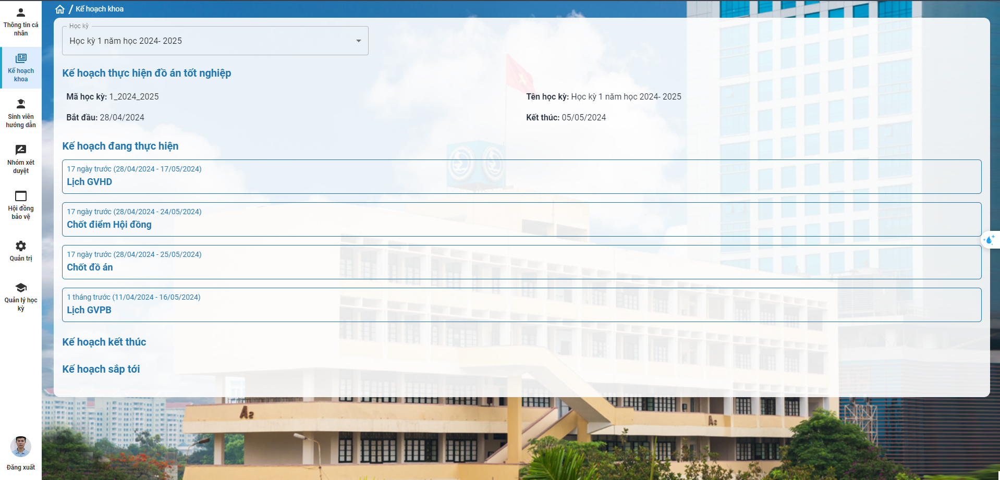 Kế hoạch khoa
Thông tin cá
nhân
Kế hoạch
khoa
Sinh viên
hướng dẫn
Nhóm xét
duyệt
Hội đồng
bảo vệ
Quản trị
Quản lý học
kỳ
Đăng xuất
Học kỳ
Học kỳ 1 năm học 2024- 2025
Kế hoạch thực hiện đồ án tốt nghiệp
Mã học kỳ: 1_2024_2025
Tên học kỳ: Học kỳ 1 năm học 2024- 2025
Bắt đầu: 28/04/2024
Kết thúc: 05/05/2024
Kế hoạch đang thực hiện
17 ngày trước (28/04/2024 - 17/05/2024)
Lịch GVHD
17 ngày trước (28/04/2024 - 24/05/2024)
Chốt điểm Hội đồng
17 ngày trước (28/04/2024 - 25/05/2024)
Chốt đồ án
1 tháng trước (11/04/2024 - 16/05/2024)
Lịch GVPB
Kế hoạch kết thúc
Kế hoạch sắp tới